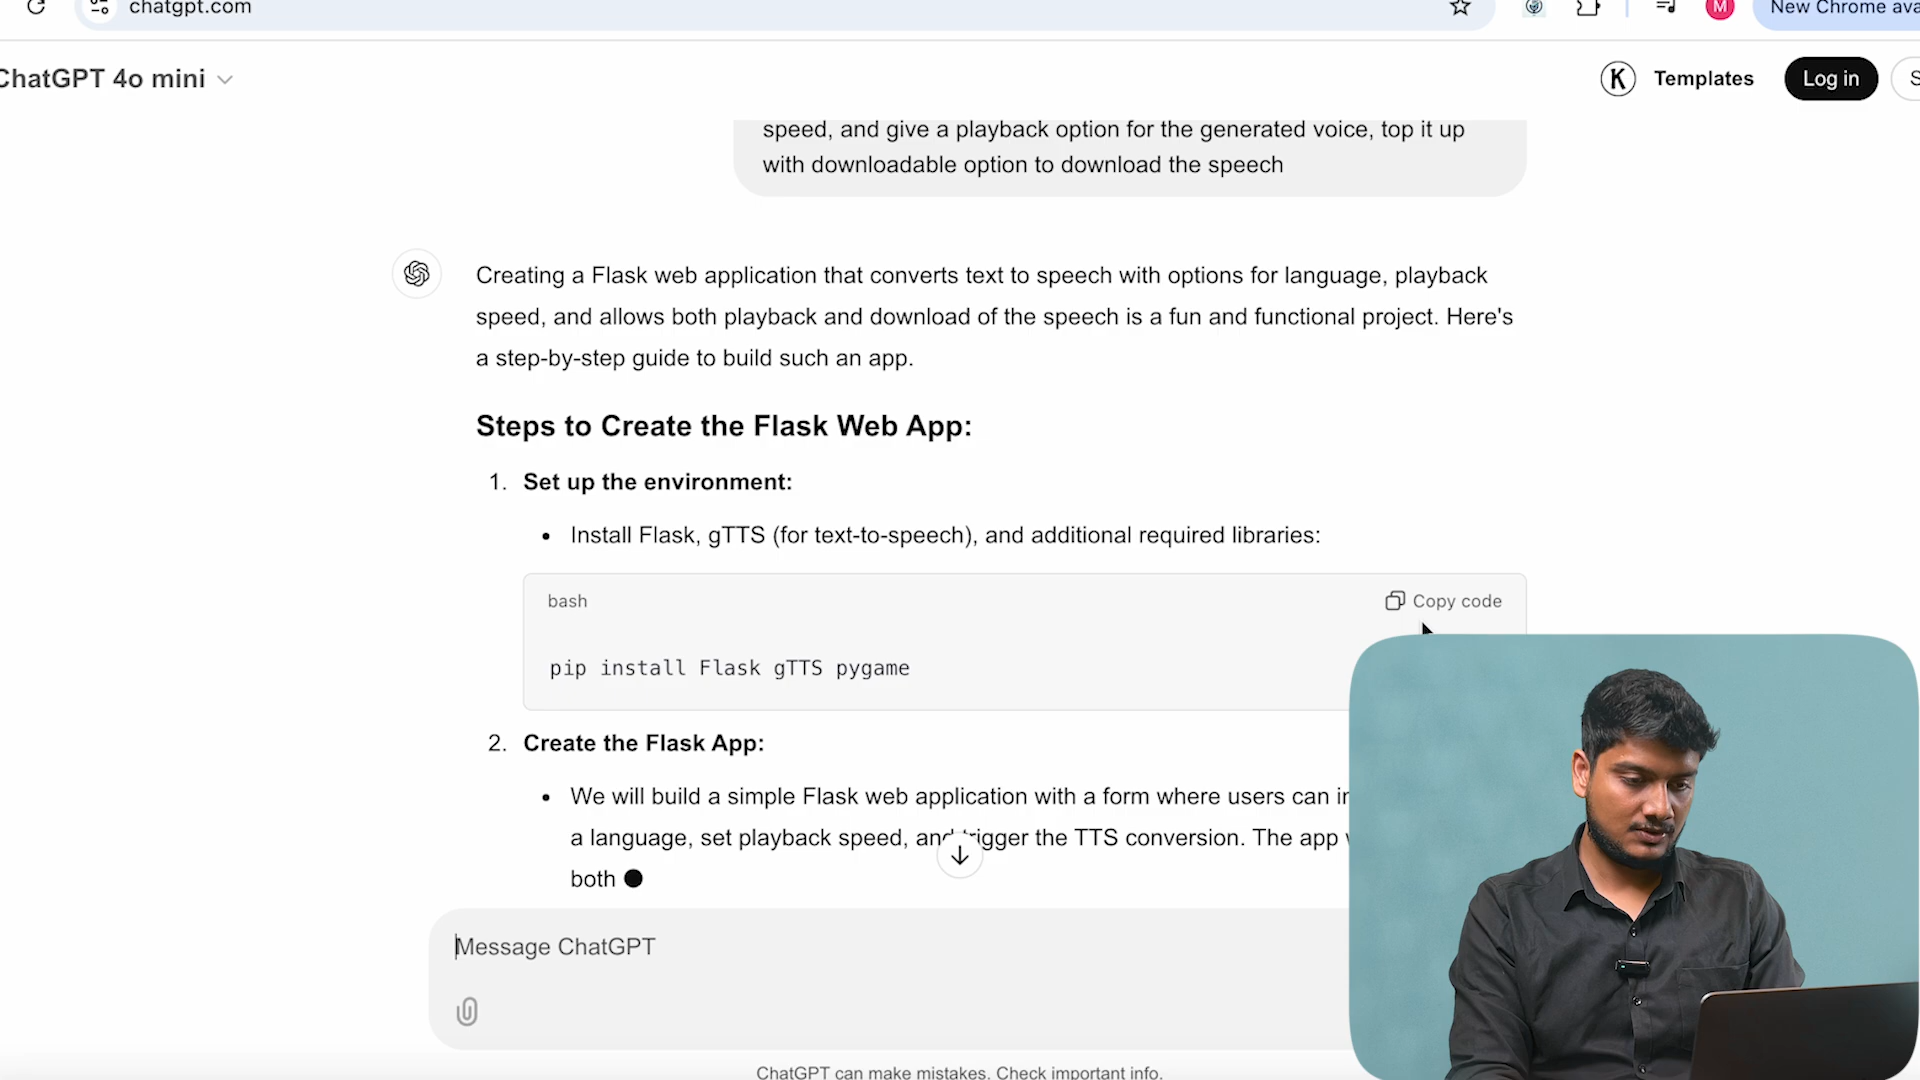 chatgpt.com
M
New Chrome ava
ChatGPT 4o mini
K
Templates
Log in
S
speed, and give a playback option for the generated voice, top it up
with downloadable option to download the speech
Creating a Flask web application that converts text to speech with options for language, playback
speed, and allows both playback and download of the speech is a fun and functional project. Here's
a step-by-step guide to build such an app.
Steps to Create the Flask Web App:
1. Set up the environment:
• Install Flask, gTTS (for text-to-speech), and additional required libraries:
bash
Copy code
pip install Flask gTTS pygame
2. Create the Flask App:
• We will build a simple Flask web application with a form where users can in
a language, set playback speed, and trigger the TTS conversion. The app
both
Message ChatGPT
ChatGPT can make mistakes. Check important info.